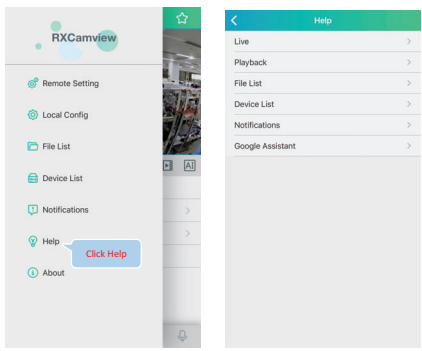 RXCamview
Remote Setting
Local Config
File List
Device List
Notifications
Help
Click Help
About
AI
Help
Live
Playback
File List
Device List
Notifications
Google Assistant